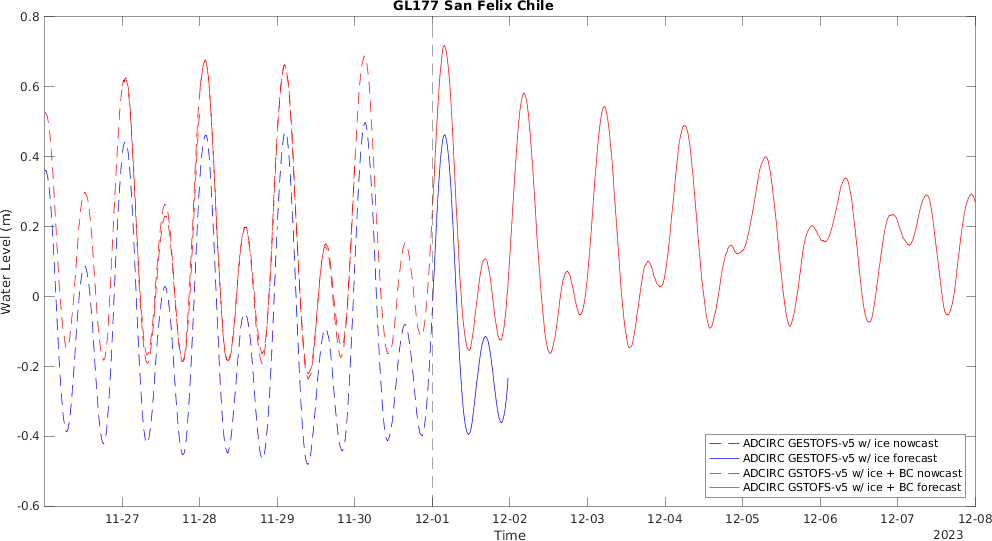 GL177 San Felix Chile
0.8
0.6
0.4
0.2
0
-0.2
-0.4
-0.6
Water Level (m)
11-27 11-28 11-29 11-30 12-01 12-02 12-03 12-04 12-05 12-06 12-07 12-08
Time
2023
ADCIRC GESTOFS-v5 w/ ice nowcast
ADCIRC GESTOFS-v5 w/ ice forecast
ADCIRC GSTOFS-v5 w/ ice + BC nowcast
ADCIRC GSTOFS-v5 w/ ice + BC forecast